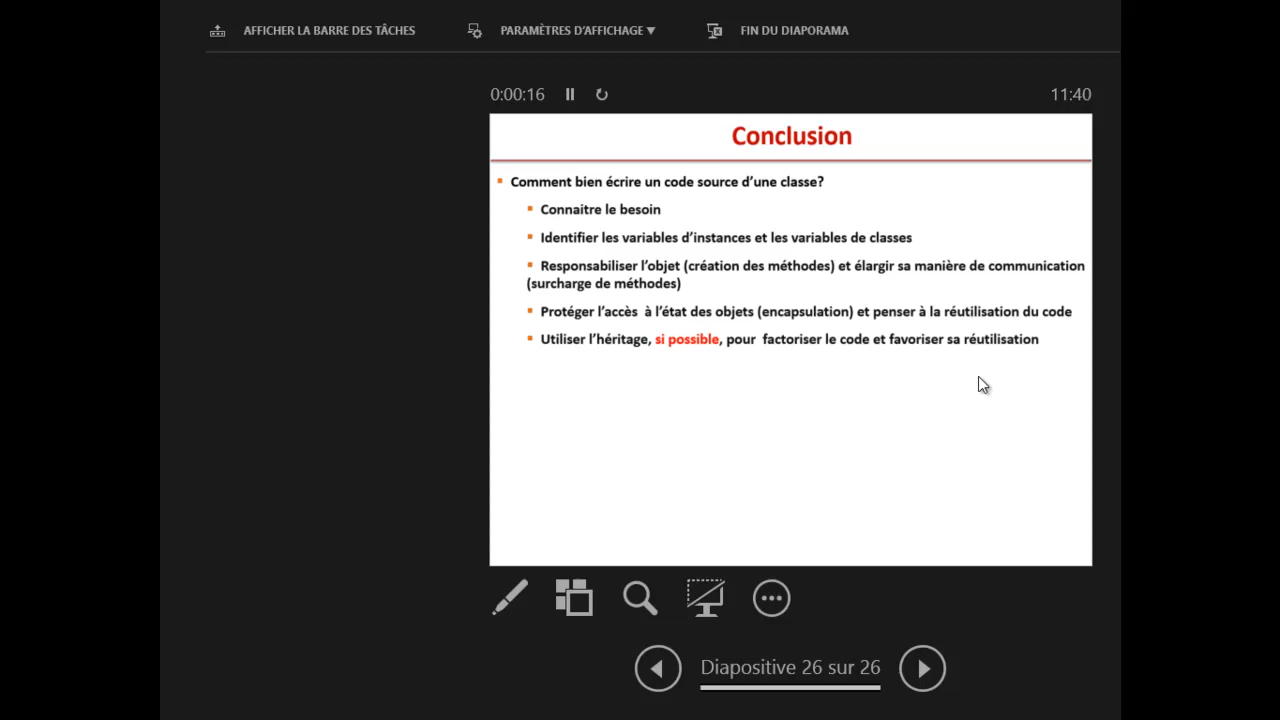 AFFICHER LA BARRE DES TÂCHES
PARAMÈTRES D'AFFICHAGE ▼
FIN DU DIAPORAMA
0:00:16
11:40
Conclusion
Comment bien écrire un code source d'une classe?
Connaitre le besoin
Identifier les variables d'instances et les variables de classes
Responsabiliser l'objet (création des méthodes) et élargir sa manière de communication
(surcharge de méthodes)
Protéger l'accès à l'état des objets (encapsulation) et penser à la réutilisation du code
Utiliser l'héritage, si possible, pour factoriser le code et favoriser sa réutilisation
Diapositive 26 sur 26